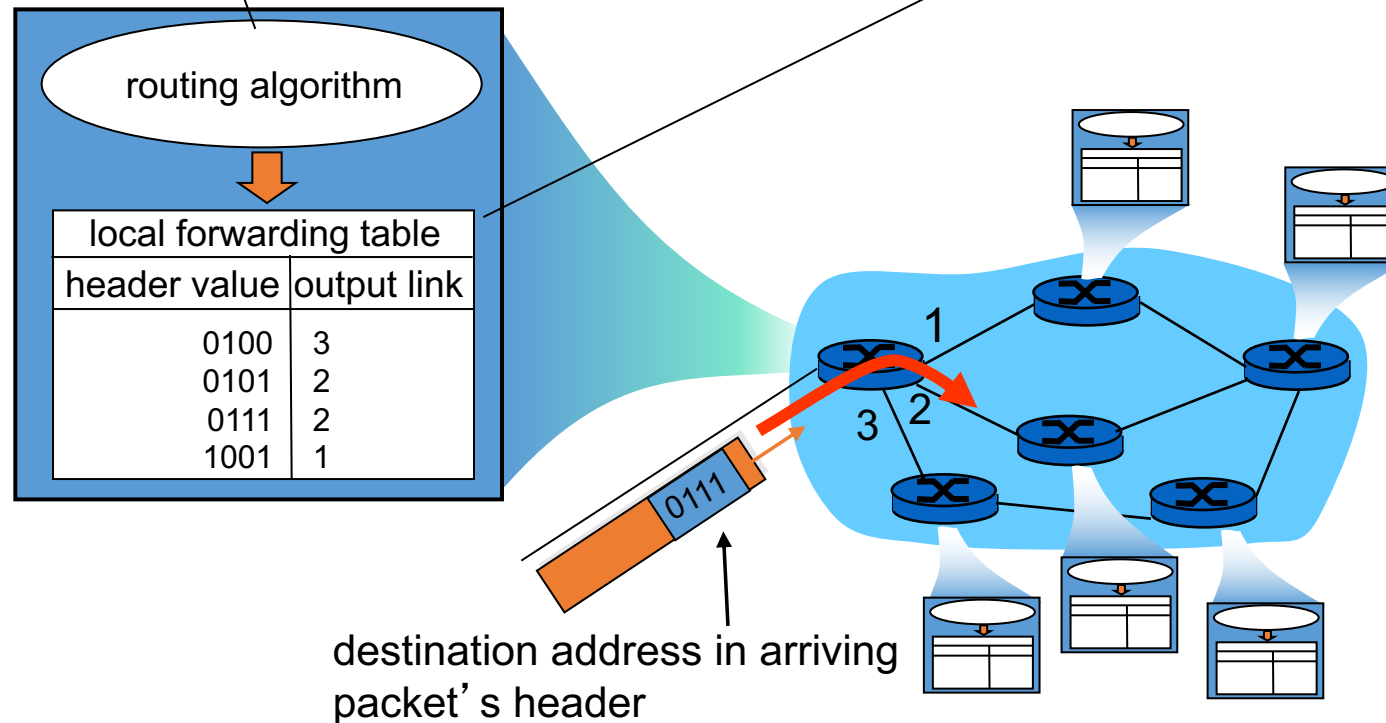 routing algorithm
local forwarding table
header value output link
0100 3
0101 2
0111 2
1001 1
1
2
3
0111
destination address in arriving
packet’s header